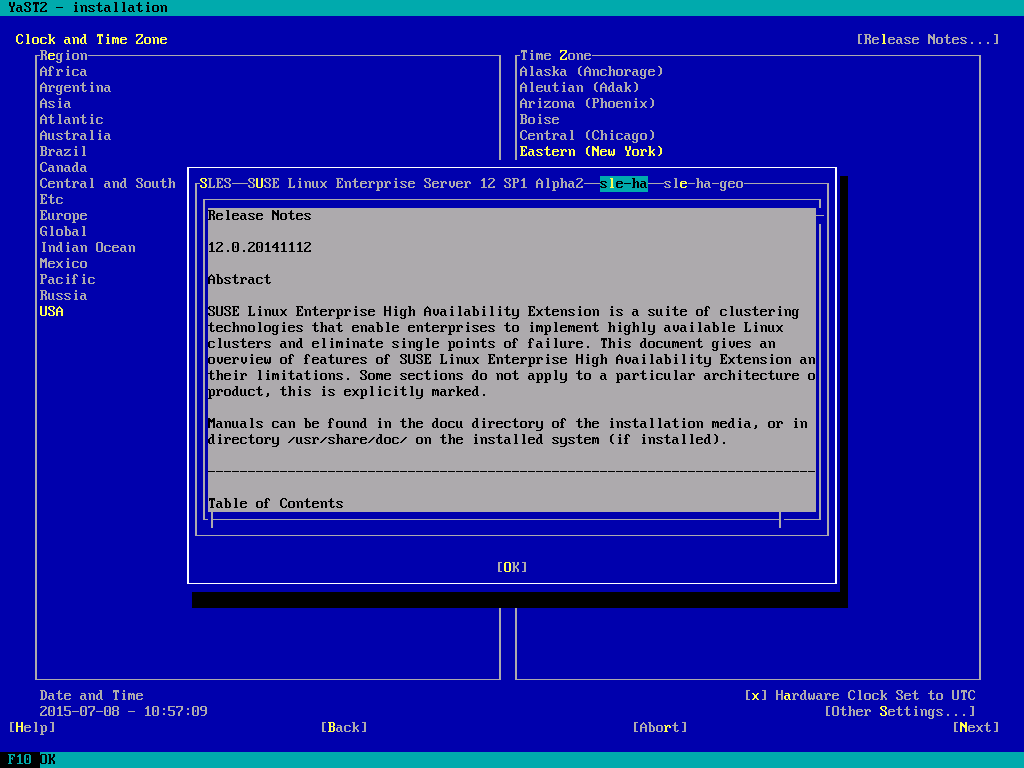 YaST2 - installation
Clock and Time Zone
[Release Notes...]
Region
Africa
Argentina
Asia
Atlantic
Australia
Brazil
Canada
Central and South
Etc
Europe
Global
Indian Ocean
Mexico
Pacific
Russia
USA
Time Zone
Alaska (Anchorage)
Aleutian (Adak)
Arizona (Phoenix)
Boise
Central (Chicago)
Eastern (New York)
SLES SUSE Linux Enterprise Server 12 SP1 Alpha2 sle-ha sle-ha-geo
Release Notes
12.0.20141112
Abstract
SUSE Linux Enterprise High Availability Extension is a suite of clustering
technologies that enable enterprises to implement highly available Linux
clusters and eliminate single points of failure. This document gives an
overview of features of SUSE Linux Enterprise High Availability Extension an
their limitations. Some sections do not apply to a particular architecture o
product, this is explicitly marked.
Manuals can be found in the docu directory of the installation media, or in
directory /usr/share/doc/ on the installed system (if installed).
Table of Contents
[OK]
Date and Time
2015-07-08 - 10:57:09
[x] Hardware Clock Set to UTC
[Other Settings...]
[Help] [Back] [Abort] [Next]
F10 OK